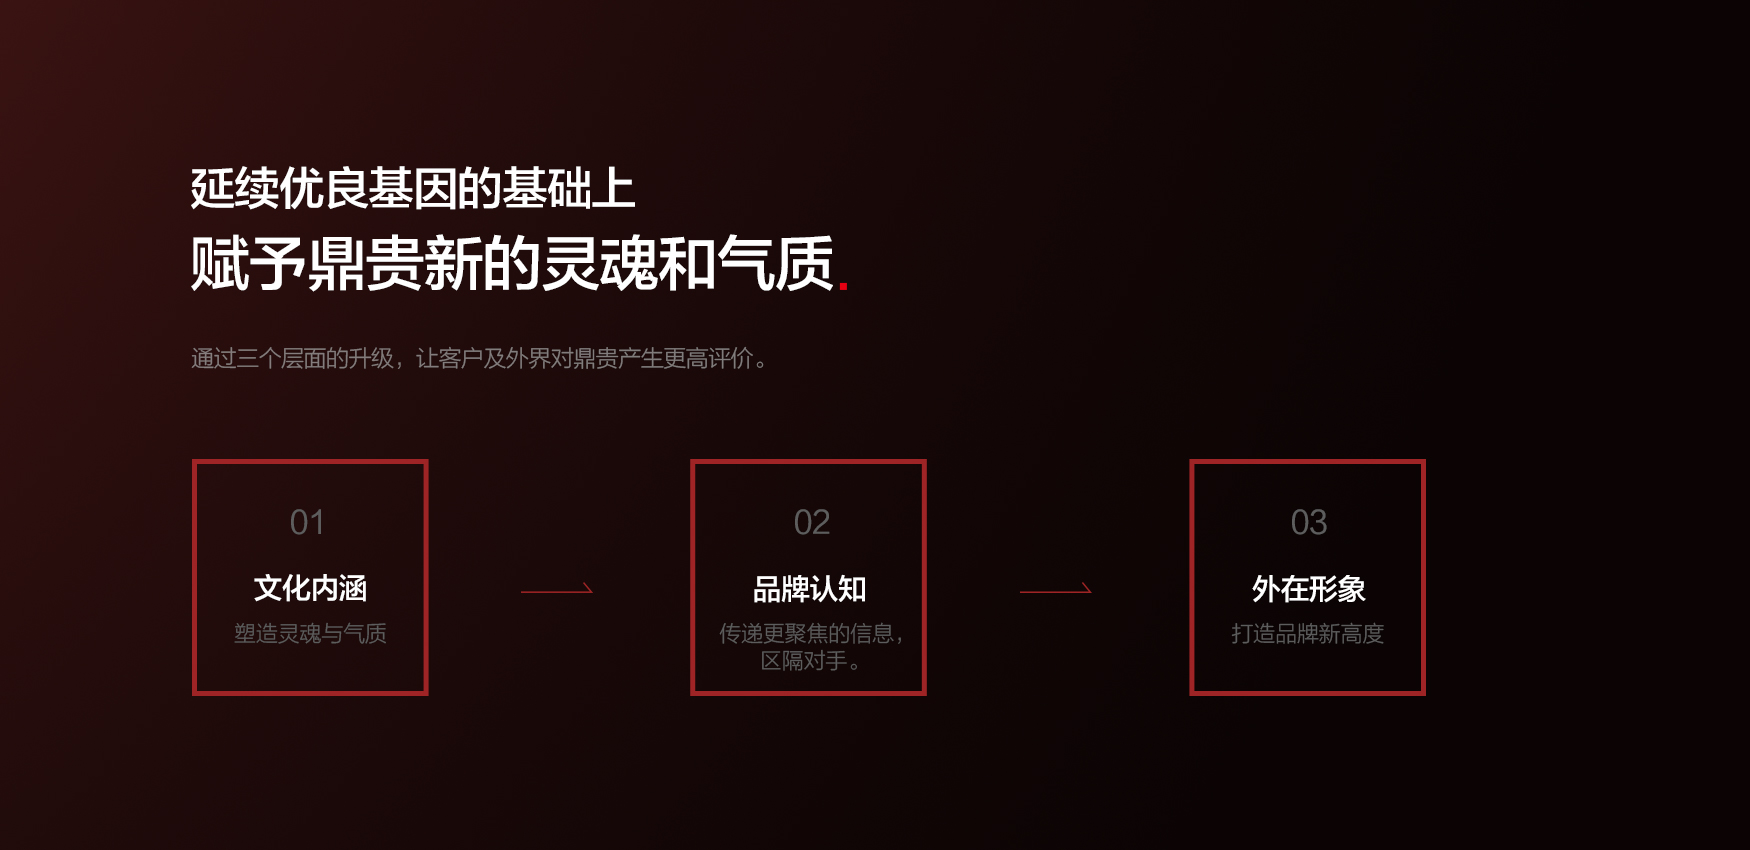 延续优良基因的基础上
赋予鼎贵新的灵魂和气质.
通过三个层面的升级，让客户及外界对鼎贵产生更高评价。
01
文化内涵
塑造灵魂与气质
02
品牌认知
传递更聚焦的信息，
区隔对手。
03
外在形象
打造品牌新高度